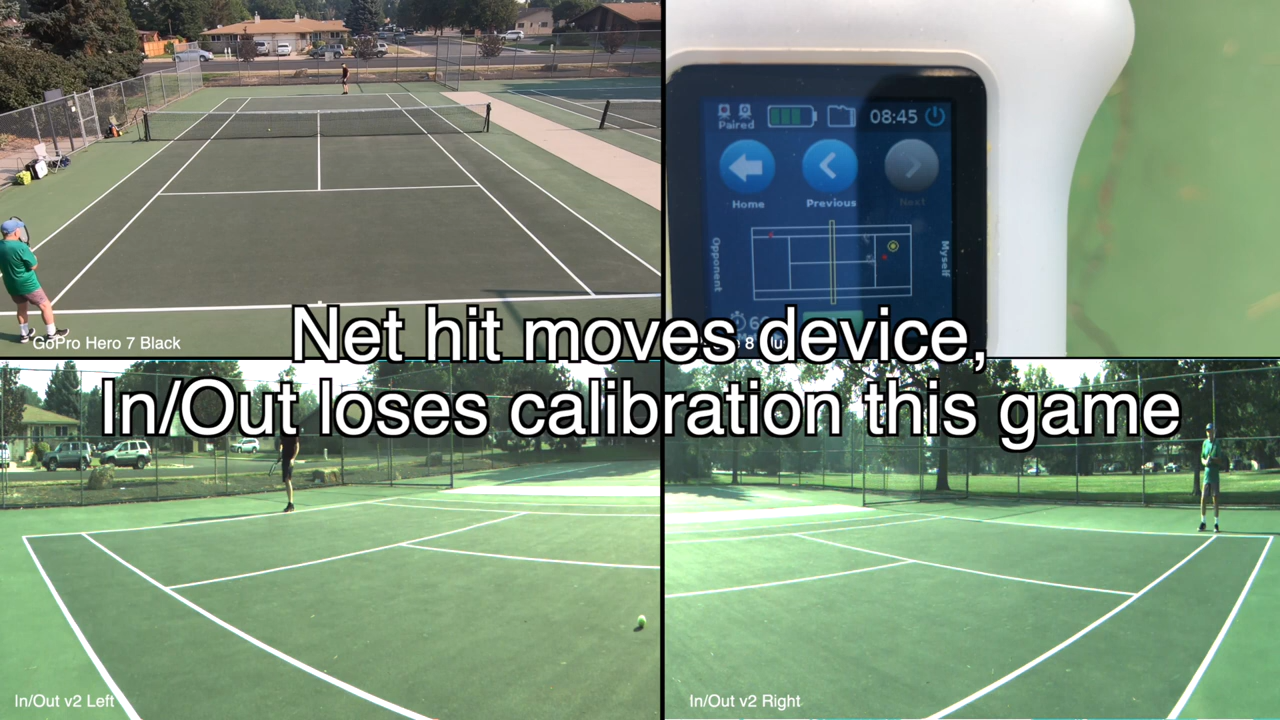 Paired
08:45
Home
Previous
Next
Opponent
Myself
GoPro Hero 7 Black
Net hit moves device,
In/Out loses calibration this game
In/Out v2 Left
In/Out v2 Right